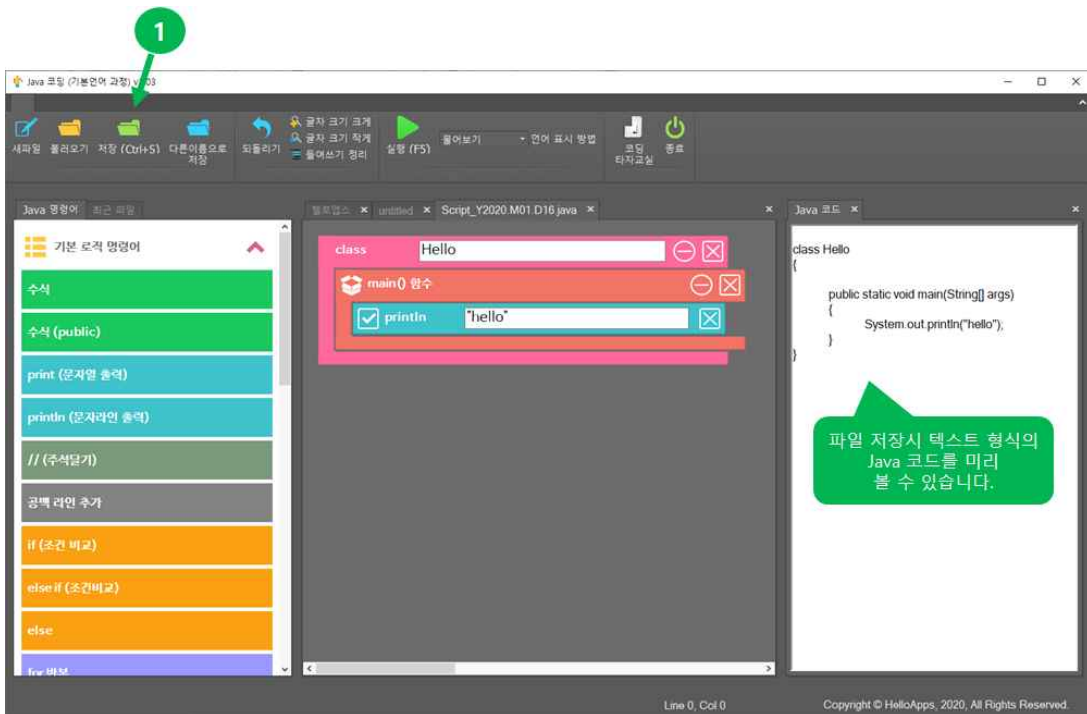 1
Java 코딩 (기본언어 과정)
새파일
불러오기
저장 (Ctrl+S)
다른이름으로
저장
되돌리기
글자 크기 크게
글자 크기 작게
들여쓰기 정리
실행 (F5)
물어보기
언어 표시 방법
코딩
타자교실
종료
Java 명령어
최근 파일
헬로앱스
untitled
Script_Y2020.M01.D16.java
Java 코드
기본 로직 명령어
수식
수식 (public)
print (문자열 출력)
println (문자라인 출력)
// (주석달기)
공백 라인 추가
if (조건 비교)
else if (조건비교)
else
for 반복
class Hello
main() 함수
println "hello"
class Hello
{
public static void main(String[] args)
{
System.out.println("hello");
}
}
파일 저장시 텍스트 형식의
Java 코드를 미리
볼 수 있습니다.
Line 0, Col 0
Copyright © HelloApps, 2020, All Rights Reserved.